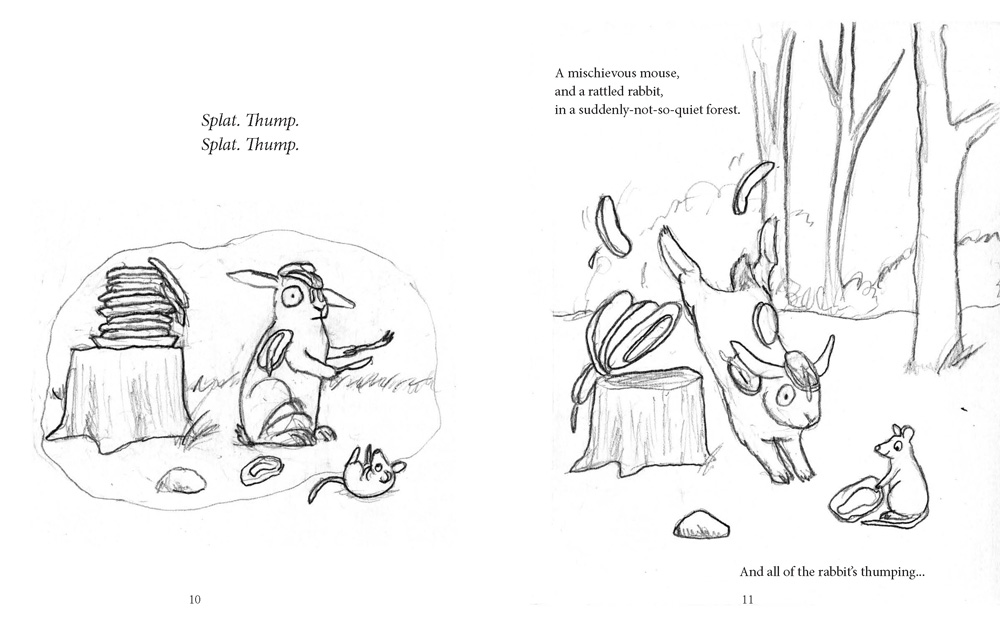 Splat. Thump.
Splat. Thump.
10
A mischievous mouse,
and a rattled rabbit,
in a suddenly-not-so-quiet forest.
And all of the rabbit's thumping...
11